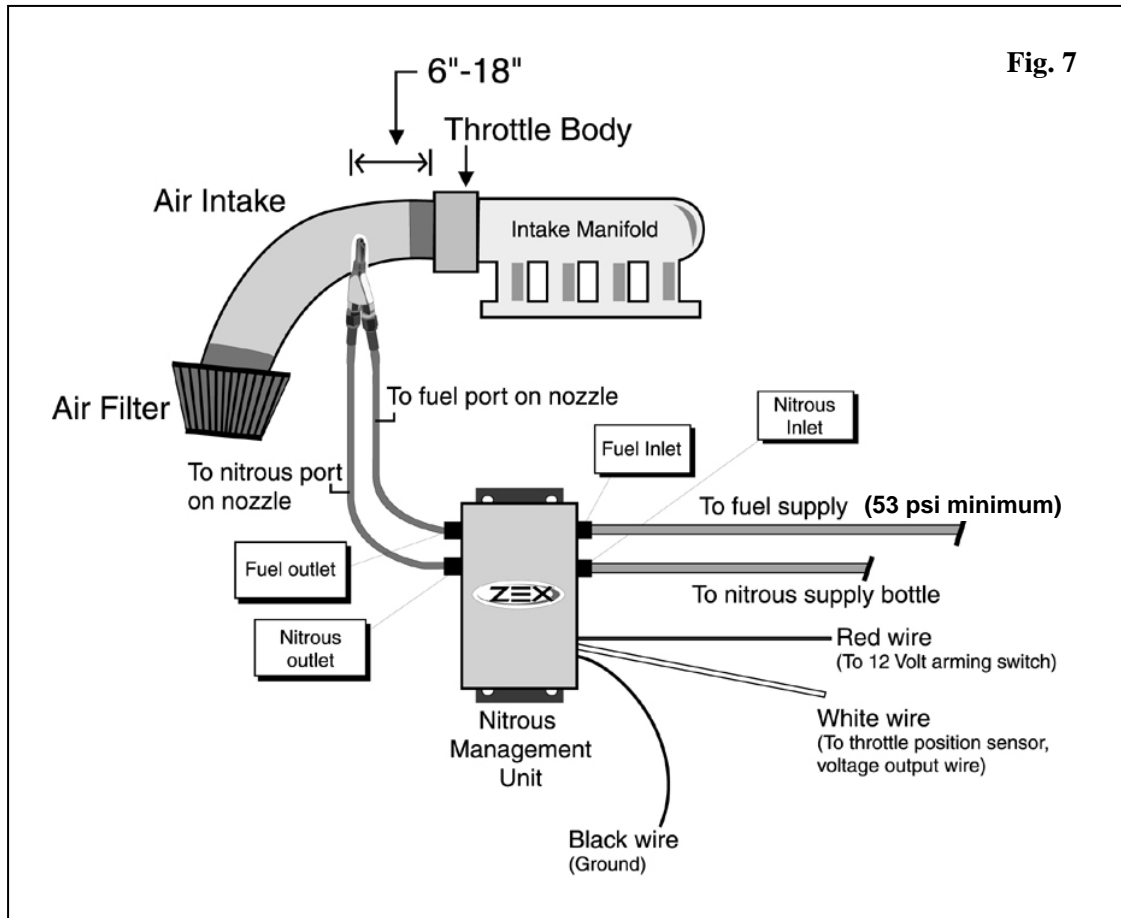 Fig. 7
6"-18"
Throttle Body
Air Intake
Intake Manifold
Air Filter
To fuel port on nozzle
Nitrous
Inlet
Fuel Inlet
To nitrous port
on nozzle
To fuel supply (53 psi minimum)
Fuel outlet
ZEX
To nitrous supply bottle
Nitrous
outlet
Red wire
(To 12 Volt arming switch)
White wire
(To throttle position sensor,
voltage output wire)
Nitrous
Management
Unit
Black wire
(Ground)